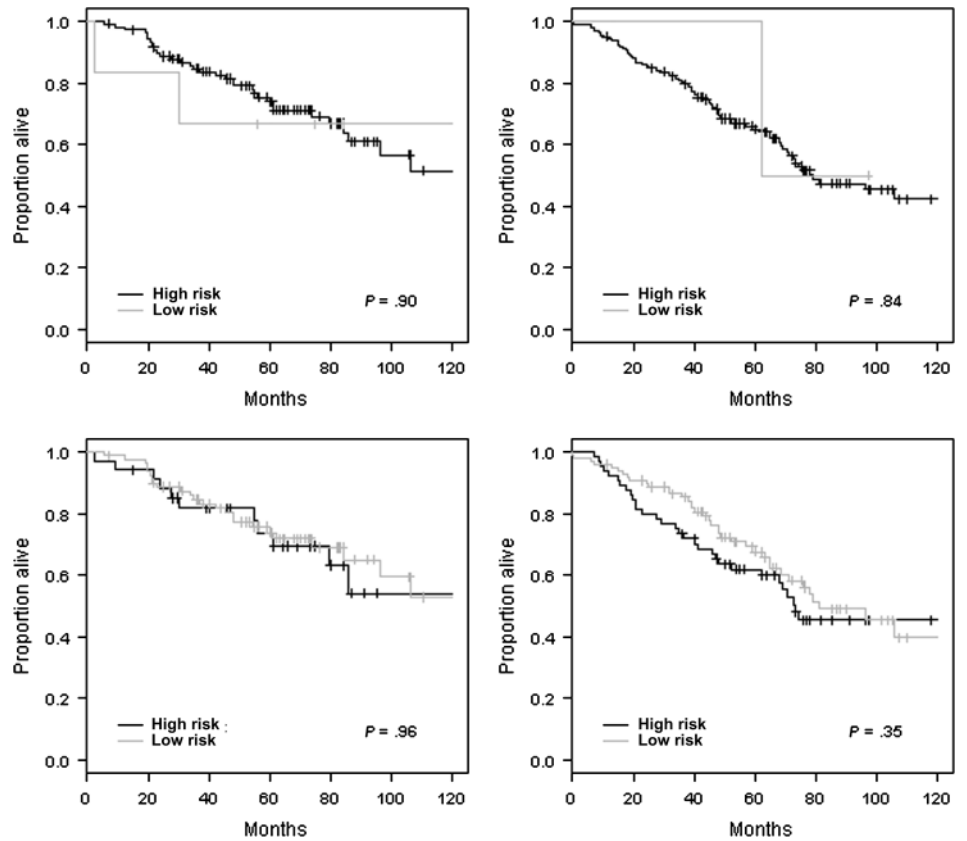 Proportion alive
1.0
0.8
0.6
0.4
0.2
0.0
High risk
Low risk
P = .90
0 20 40 60 80 100 120
Months
Proportion alive
1.0
0.8
0.6
0.4
0.2
0.0
High risk
Low risk
P = .84
0 20 40 60 80 100 120
Months
Proportion alive
1.0
0.8
0.6
0.4
0.2
0.0
High risk :
Low risk
P = .96
0 20 40 60 80 100 120
Months
Proportion alive
1.0
0.8
0.6
0.4
0.2
0.0
High risk
Low risk
P = .35
0 20 40 60 80 100 120
Months